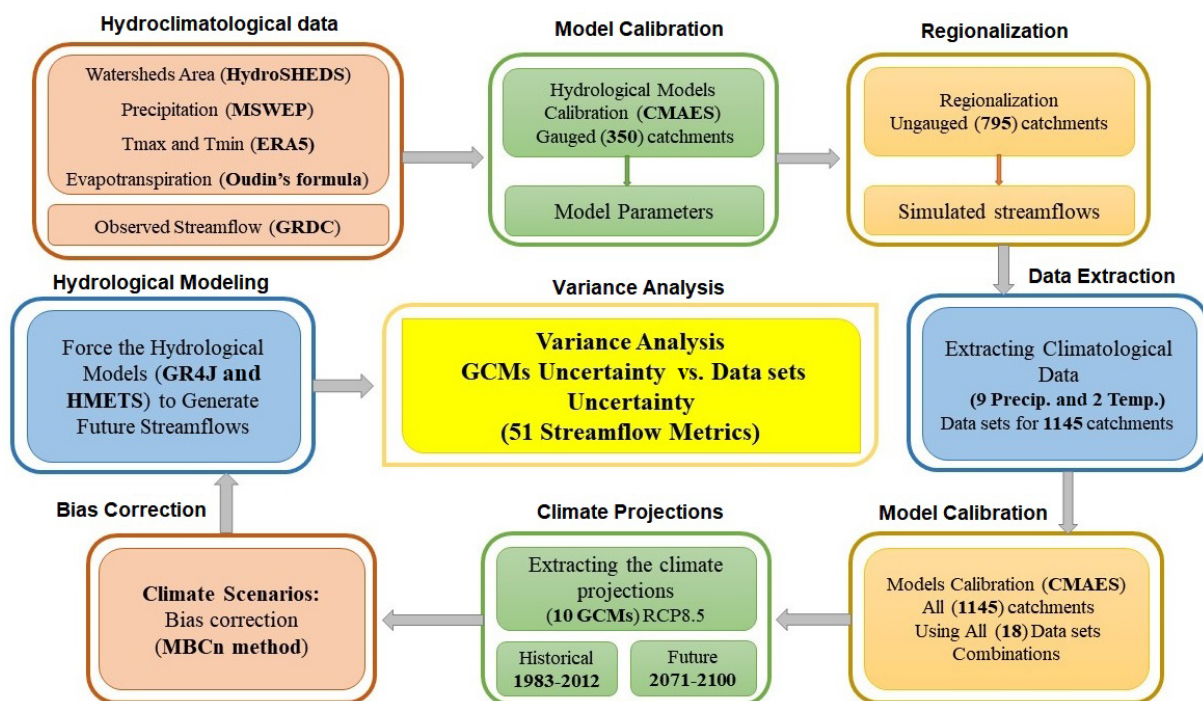 Hydroclimatological data
Watersheds Area (HydroSHEDS)
Precipitation (MSWEP)
Tmax and Tmin (ERA5)
Evapotranspiration (Oudin's formula)
Observed Streamflow (GRDC)
Model Calibration
Hydrological Models
Calibration (CMAES)
Gauged (350) catchments
Model Parameters
Regionalization
Regionalization
Ungauged (795) catchments
Simulated streamflows
Data Extraction
Extracting Climatological
Data
(9 Precip. and 2 Temp.)
Data sets for 1145 catchments
Model Calibration
Models Calibration (CMAES)
All (1145) catchments
Using All (18) Data sets
Combinations
Climate Projections
Extracting the climate
projections
(10 GCMs) RCP8.5
Historical
1983-2012
Future
2071-2100
Bias Correction
Climate Scenarios:
Bias correction
(MBCn method)
Hydrological Modeling
Force the Hydrological
Models (GR4J and
HMETS) to Generate
Future Streamflows
Variance Analysis
Variance Analysis
GCMs Uncertainty vs. Data sets
Uncertainty
(51 Streamflow Metrics)